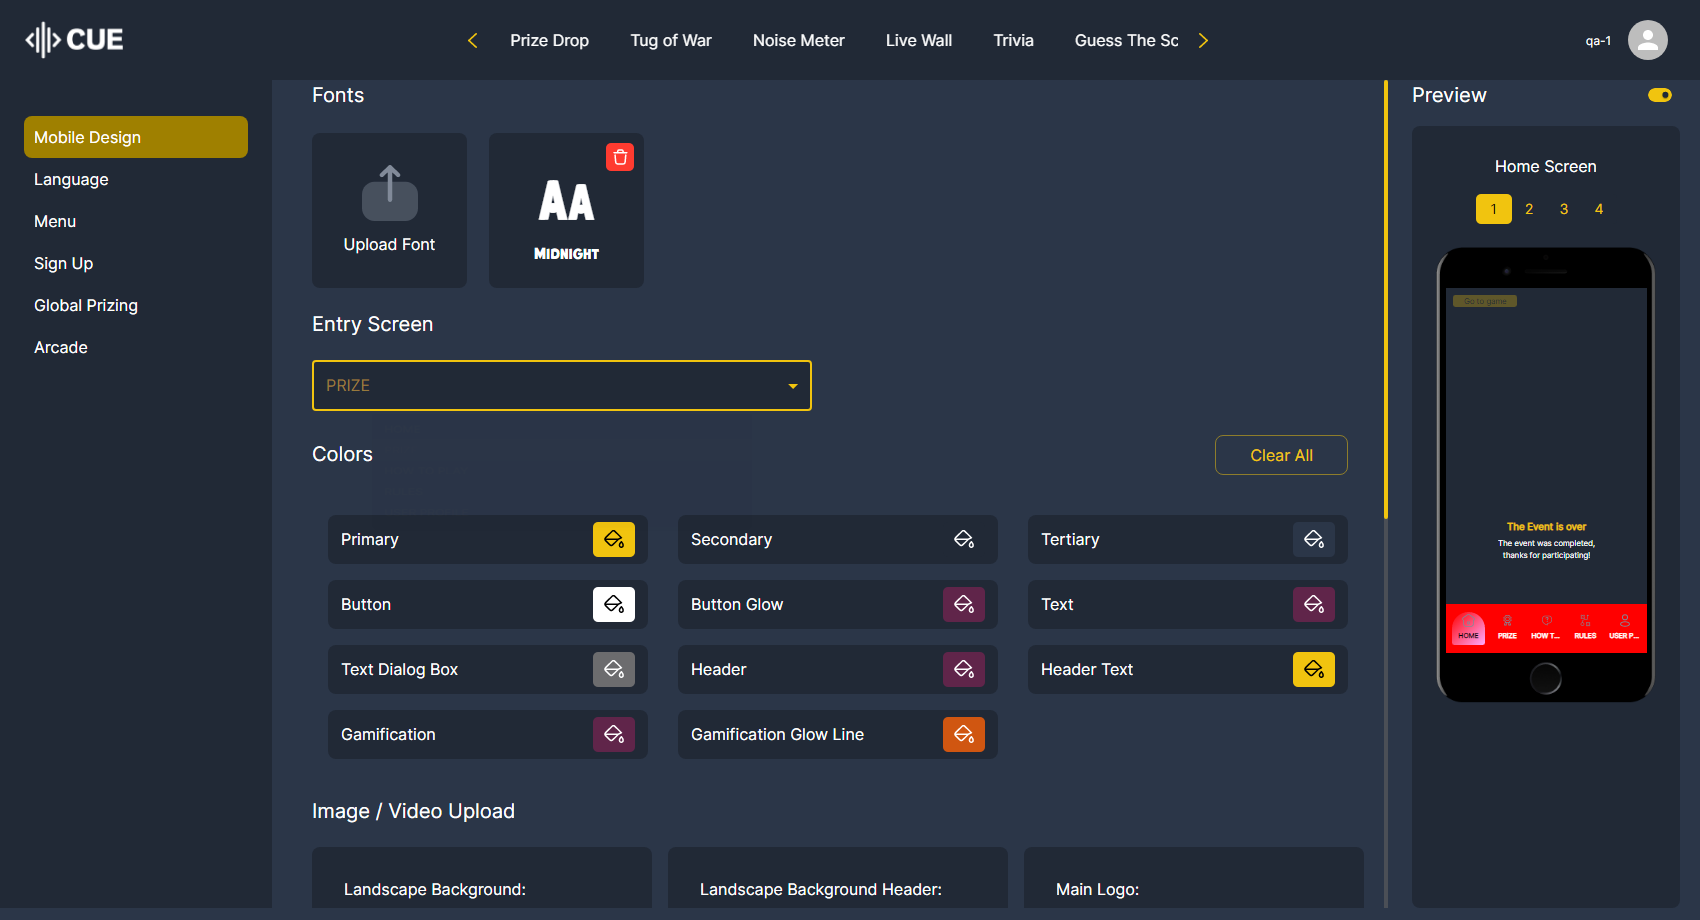 CUE
Prize Drop
Tug of War
Noise Meter
Live Wall
Trivia
Guess The Sc
qa-1
Mobile Design
Language
Menu
Sign Up
Global Prizing
Arcade
Fonts
Upload Font
AA
MIDNIGHT
Entry Screen
PRIZE
Colors
Clear All
Primary
Secondary
Tertiary
Button
Button Glow
Text
Text Dialog Box
Header
Header Text
Gamification
Gamification Glow Line
Image / Video Upload
Landscape Background:
Landscape Background Header:
Main Logo:
Preview
Home Screen
1 2 3 4
Go to game
The Event is over
The event was completed,
thanks for participating!
HOME
PRIZE
HOW T...
RULES
USER P...